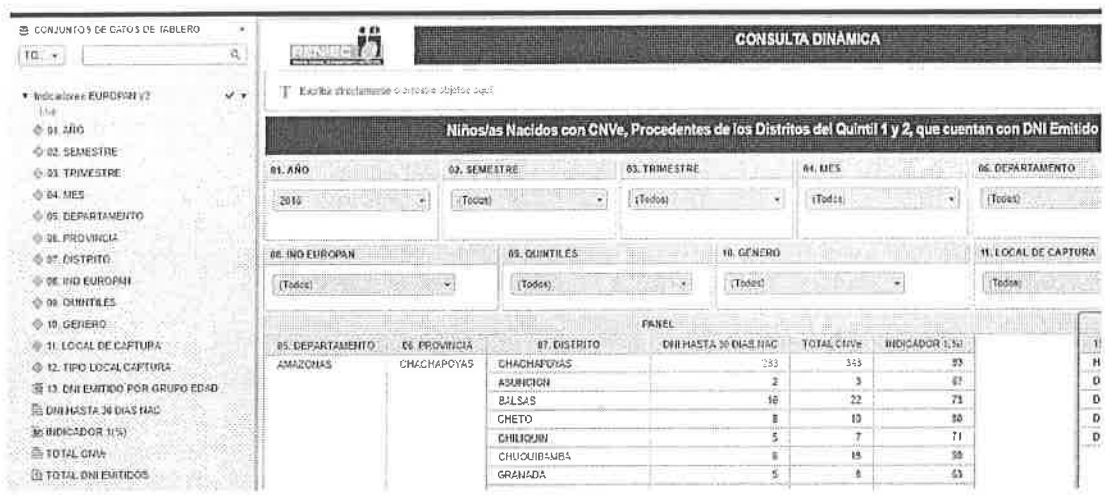 CONJUNTOS DE DATOS DE TABLERO
TO..
Indicadores EUROPAN V2
01. AÑO
02. SEMESTRE
03. TRIMESTRE
04. MES
05. DEPARTAMENTO
06. PROVINCIA
07. DISTRITO
08. IND EUROPAN
09. QUINTILES
10. GENERO
11. LOCAL DE CAPTURA
12. TIPO LOCAL CAPTURA
13. DNI EMITIDO POR GRUPO EDAD
DNI HASTA 30 DIAS NAC
INDICADOR 1(%)
TOTAL CNVe
TOTAL DNI EMITIDOS
RENIEC
CONSULTA DINÁMICA
Escriba directamente o arrastre objetos aquí
Niños/as Nacidos con CNVe, Procedentes de los Distritos del Quintil 1 y 2, que cuentan con DNI Emitido
01. AÑO 02. SEMESTRE 03. TRIMESTRE 04. MES 05. DEPARTAMENTO
2016 (Todos) (Todos) (Todos) (Todos)
08. IND EUROPAN 09. QUINTILES 10. GENERO 11. LOCAL DE CAPTURA
(Todos) (Todos) (Todos) (Todos)
PANEL
05. DEPARTAMENTO 06. PROVINCIA 07. DISTRITO DNI HASTA 30 DIAS NAC TOTAL CNVe INDICADOR 1(%)
AMAZONAS CHACHAPOYAS CHACHAPOYAS 343
ASUNCION 2 3 67
BALSAS 16 22 73
CHETO 8 10 80
CHILIQUIN 5 7 71
CHUQUIBAMBA
GRANADA 5 8 63